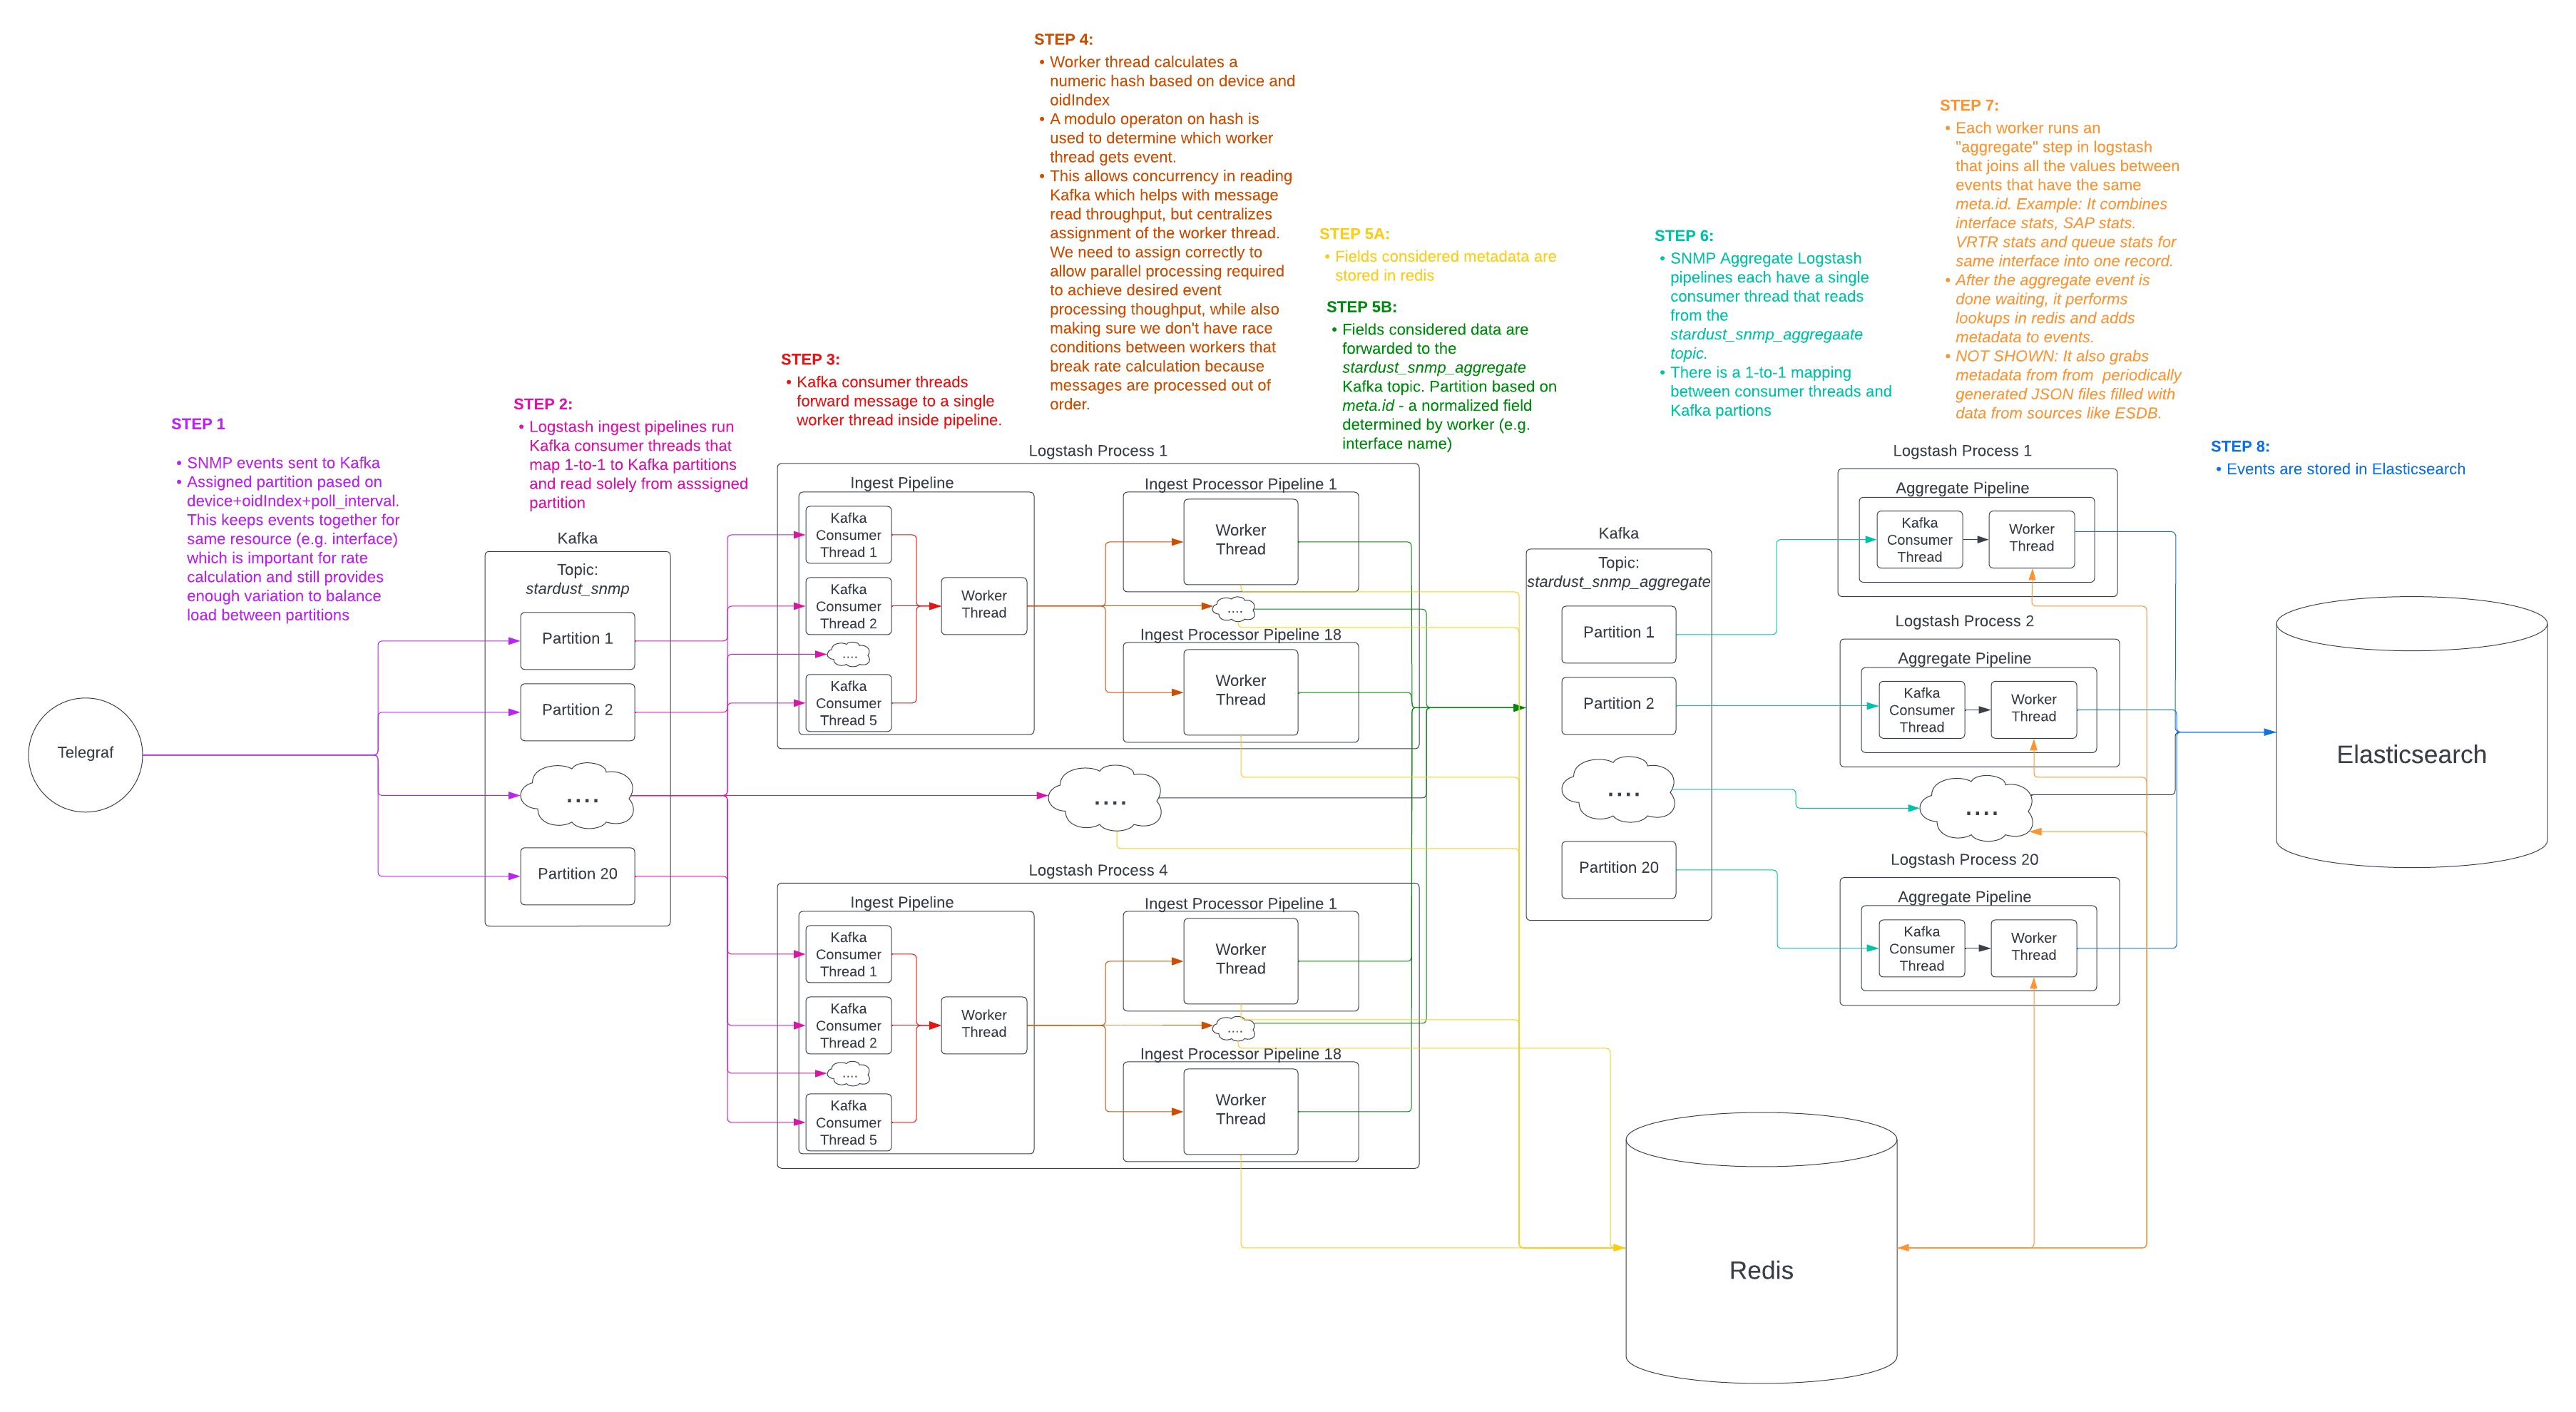 STEP 1
• SNMP events sent to Kafka
• Assigned partition pased on
device+oidIndex+poll_interval.
This keeps events together for
same resource (e.g. interface)
which is important for rate
calculation and still provides
enough variation to balance
load between partitions
STEP 2:
• Logstash ingest pipelines run
Kafka consumer threads that
map 1-to-1 to Kafka partitions
and read solely from asssigned
partition
STEP 3:
• Kafka consumer threads
forward message to a single
worker thread inside pipeline.
STEP 4:
• Worker thread calculates a
numeric hash based on device and
oidIndex
• A modulo operaton on hash is
used to determine which worker
thread gets event.
• This allows concurrency in reading
Kafka which helps with message
read throughput, but centralizes
assignment of the worker thread.
We need to assign correctly to
allow parallel processing required
to achieve desired event
processing thoughput, while also
making sure we don't have race
conditions between workers that
break rate calculation because
messages are processed out of
order.
STEP 5A:
• Fields considered metadata are
stored in redis
STEP 5B:
• Fields considered data are
forwarded to the
stardust_snmp_aggregate
Kafka topic. Partition based on
meta.id - a normalized field
determined by worker (e.g.
interface name)
STEP 6:
• SNMP Aggregate Logstash
pipelines each have a single
consumer thread that reads
from the
stardust_snmp_aggregaate
topic.
• There is a 1-to-1 mapping
between consumer threads and
Kafka partions
STEP 7:
• Each worker runs an
"aggregate" step in logstash
that joins all the values between
events that have the same
meta.id. Example: It combines
interface stats, SAP stats.
VRTR stats and queue stats for
same interface into one record.
• After the aggregate event is
done waiting, it performs
lookups in redis and adds
metadata to events.
• NOT SHOWN: It also grabs
metadata from from  periodically
generated JSON files filled with
data from sources like ESDB.
STEP 8:
• Events are stored in Elasticsearch
Telegraf
Kafka
Topic:
stardust_snmp
Partition 1
Partition 2
....
Partition 20
Logstash Process 1
Ingest Pipeline
Kafka
Consumer
Thread 1
Kafka
Consumer
Thread 2
....
Kafka
Consumer
Thread 5
Worker
Thread
Ingest Processor Pipeline 1
Worker
Thread
....
Ingest Processor Pipeline 18
Worker
Thread
....
Logstash Process 4
Ingest Pipeline
Kafka
Consumer
Thread 1
Kafka
Consumer
Thread 2
....
Kafka
Consumer
Thread 5
Worker
Thread
Ingest Processor Pipeline 1
Worker
Thread
....
Ingest Processor Pipeline 18
Worker
Thread
Kafka
Topic:
stardust_snmp_aggregate
Partition 1
Partition 2
....
Partition 20
Logstash Process 1
Aggregate Pipeline
Kafka
Consumer
Thread
Worker
Thread
Logstash Process 2
Aggregate Pipeline
Kafka
Consumer
Thread
Worker
Thread
....
Logstash Process 20
Aggregate Pipeline
Kafka
Consumer
Thread
Worker
Thread
Elasticsearch
Redis